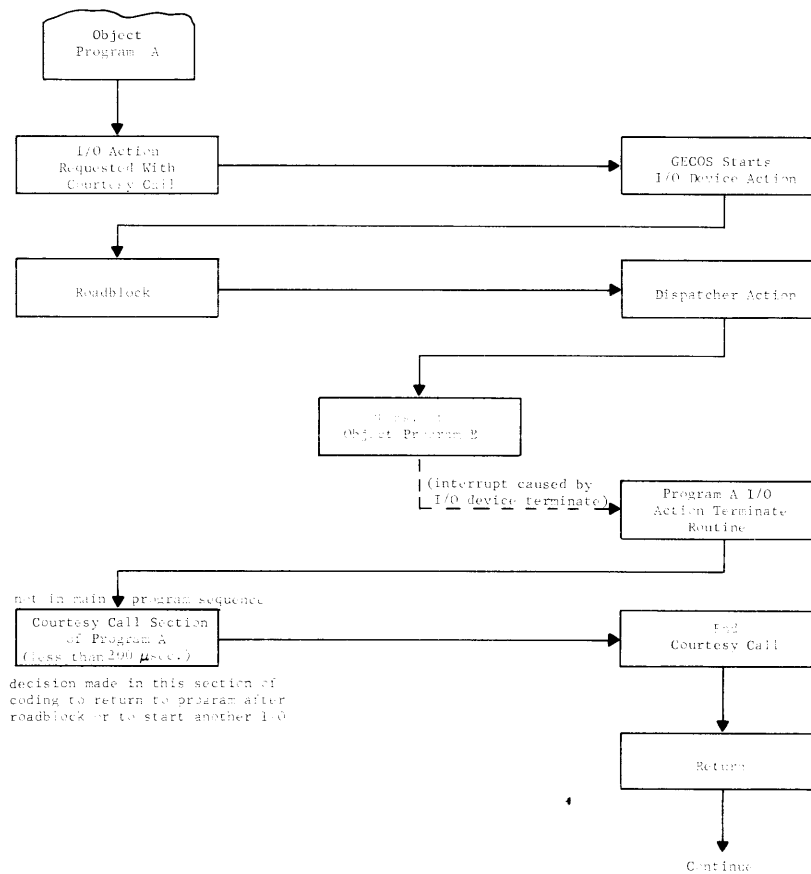 Object
Program A
I/O Action
Requested With
Courtesy Call
GECOS Starts
I/O Device Action
Roadblock
Dispatcher Action
Object Program B
(interrupt caused by
I/O device terminate)
Program A I/O
Action Terminate
Routine
not in main program sequence
Courtesy Call Section
of Program A
(less than 200 μsec.)
End
Courtesy Call
decision made in this section of
coding to return to program after
roadblock or to start another I/O
Return
Continue